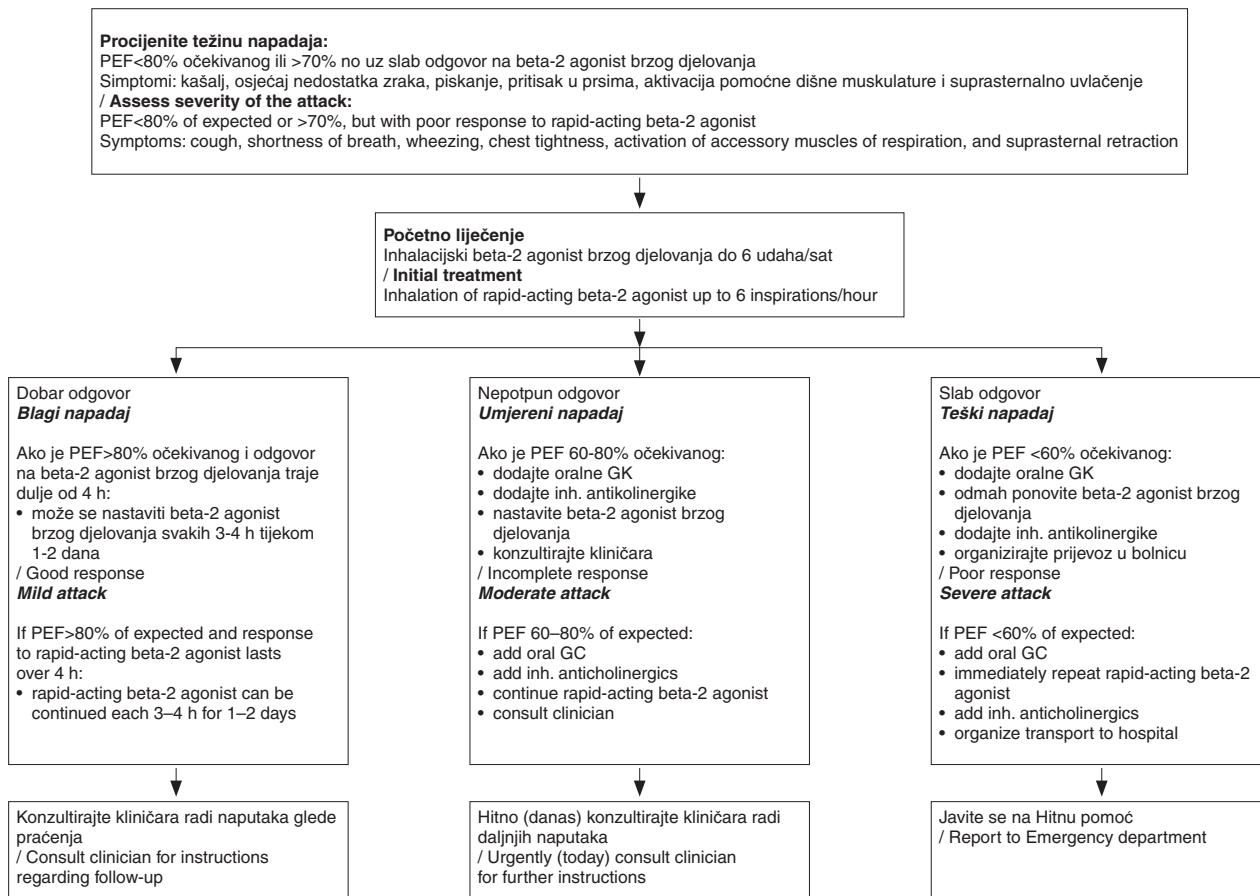 Procijenite težinu napadaja:
PEF<80% očekivanog ili >70% no uz slab odgovor na beta-2 agonist brzog djelovanja
Simptomi: kašalj, osjećaj nedostatka zraka, piskanje, pritisak u prsima, aktivacija pomoćne dišne muskulature i suprasternalno uvlačenje
/ Assess severity of the attack:
PEF<80% of expected or >70%, but with poor response to rapid-acting beta-2 agonist
Symptoms: cough, shortness of breath, wheezing, chest tightness, activation of accessory muscles of respiration, and suprasternal retraction
Početno liječenje
Inhalacijski beta-2 agonist brzog djelovanja do 6 udaha/sat
/ Initial treatment
Inhalation of rapid-acting beta-2 agonist up to 6 inspirations/hour
Dobar odgovor
Blagi napadaj
Ako je PEF>80% očekivanog i odgovor
na beta-2 agonist brzog djelovanja traje
dulje od 4 h:
• može se nastaviti beta-2 agonist
brzog djelovanja svakih 3-4 h tijekom
1-2 dana
/ Good response
Mild attack
If PEF>80% of expected and response
to rapid-acting beta-2 agonist lasts
over 4 h:
• rapid-acting beta-2 agonist can be
continued each 3–4 h for 1–2 days
Nepotpun odgovor
Umjereni napadaj
Ako je PEF 60-80% očekivanog:
• dodajte oralne GK
• dodajte inh. antikolinergike
• nastavite beta-2 agonist brzog
djelovanja
• konzultirajte kliničara
/ Incomplete response
Moderate attack
If PEF 60–80% of expected:
• add oral GC
• add inh. anticholinergics
• continue rapid-acting beta-2 agonist
• consult clinician
Slab odgovor
Teški napadaj
Ako je PEF <60% očekivanog:
• dodajte oralne GK
• odmah ponovite beta-2 agonist brzog
djelovanja
• dodajte inh. antikolinergike
• organizirajte prijevoz u bolnicu
/ Poor response
Severe attack
If PEF <60% of expected:
• add oral GC
• immediately repeat rapid-acting beta-2
agonist
• add inh. anticholinergics
• organize transport to hospital
Konzultirajte kliničara radi naputaka glede
praćenja
/ Consult clinician for instructions
regarding follow-up
Hitno (danas) konzultirajte kliničara radi
daljnjih naputaka
/ Urgently (today) consult clinician
for further instructions
Javite se na Hitnu pomoć
/ Report to Emergency department